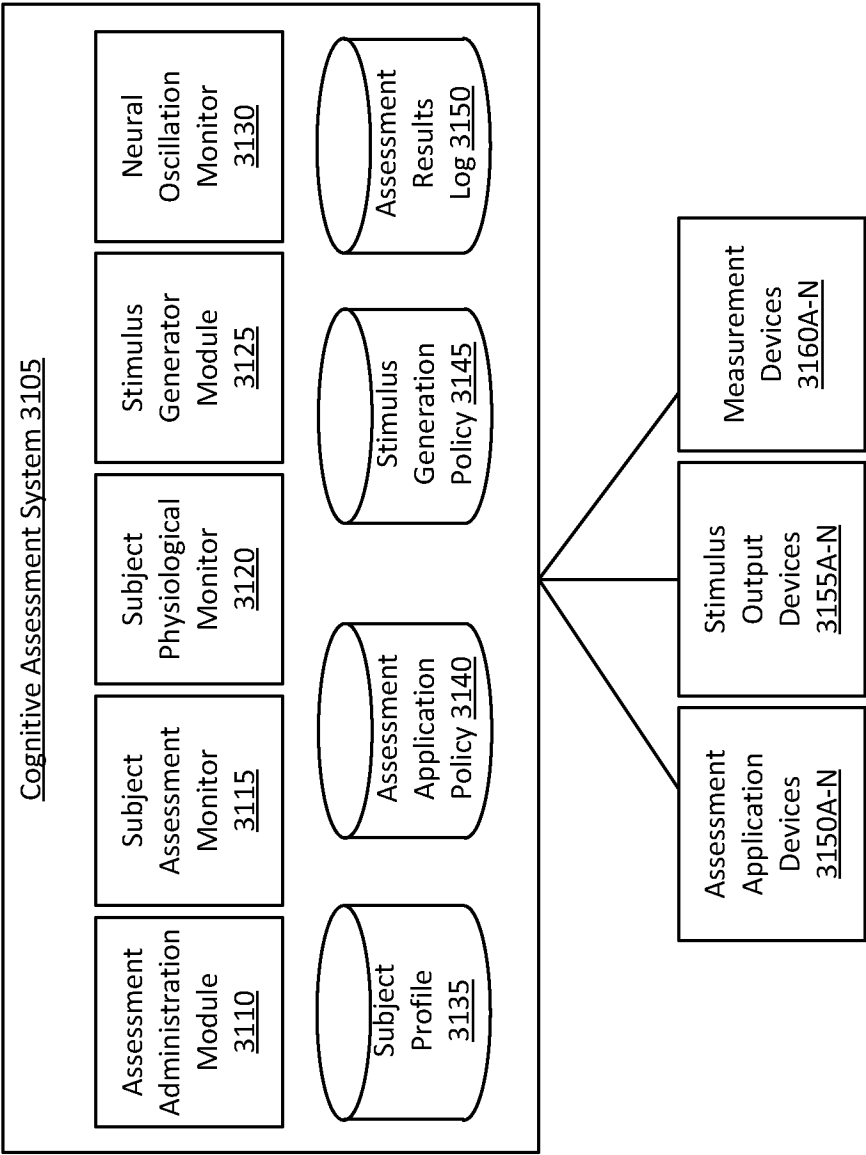 Cognitive Assessment System 3105
Assessment
Administration
Module
3110
Subject
Assessment
Monitor
3115
Subject
Physiological
Monitor
3120
Stimulus
Generator
Module
3125
Neural
Oscillation
Monitor
3130
Subject
Profile
3135
Assessment
Application
Policy 3140
Stimulus
Generation
Policy 3145
Assessment
Results
Log 3150
Assessment
Application
Devices
3150A-N
Stimulus
Output
Devices
3155A-N
Measurement
Devices
3160A-N